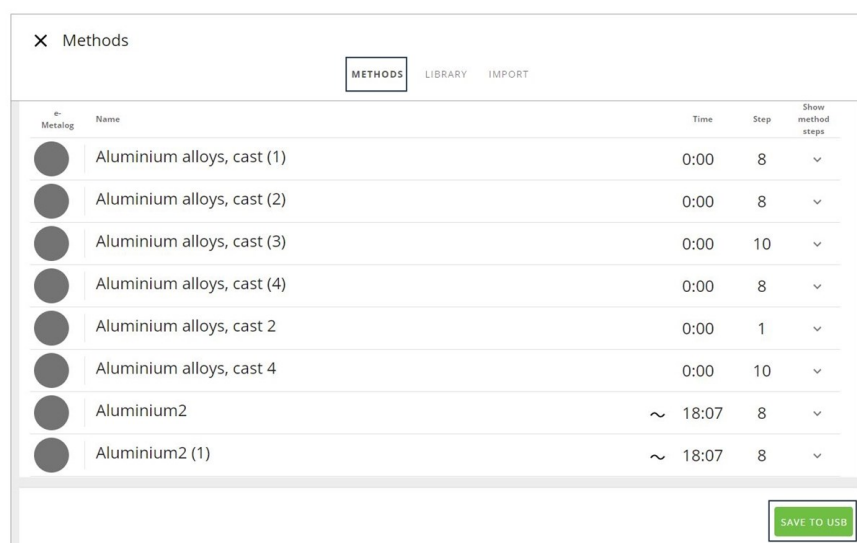 ✕ Methods
METHODS LIBRARY IMPORT
e-Metalog Name Time Step Show method steps
Aluminium alloys, cast (1) 0:00 8
Aluminium alloys, cast (2) 0:00 8
Aluminium alloys, cast (3) 0:00 10
Aluminium alloys, cast (4) 0:00 8
Aluminium alloys, cast 2 0:00 1
Aluminium alloys, cast 4 0:00 10
Aluminium2 ~ 18:07 8
Aluminium2 (1) ~ 18:07 8
SAVE TO USB